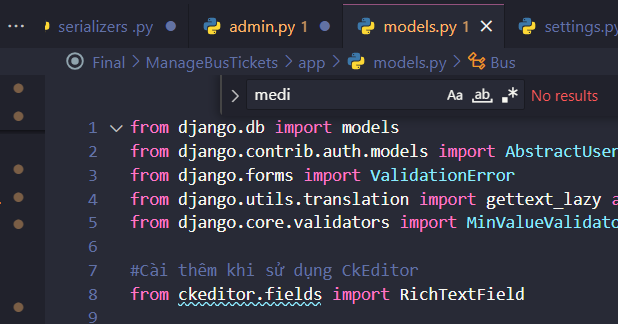 ··· serializers .py admin.py 1 models.py 1 settings.py
Final > ManageBusTickets > app > models.py > Bus
medi Aa ab .* No results
1 from django.db import models
2 from django.contrib.auth.models import AbstractUser
3 from django.forms import ValidationError
4 from django.utils.translation import gettext_lazy a
5 from django.core.validators import MinValueValidato
6
7 #Cài thêm khi sử dụng CkEditor
8 from ckeditor.fields import RichTextField
9